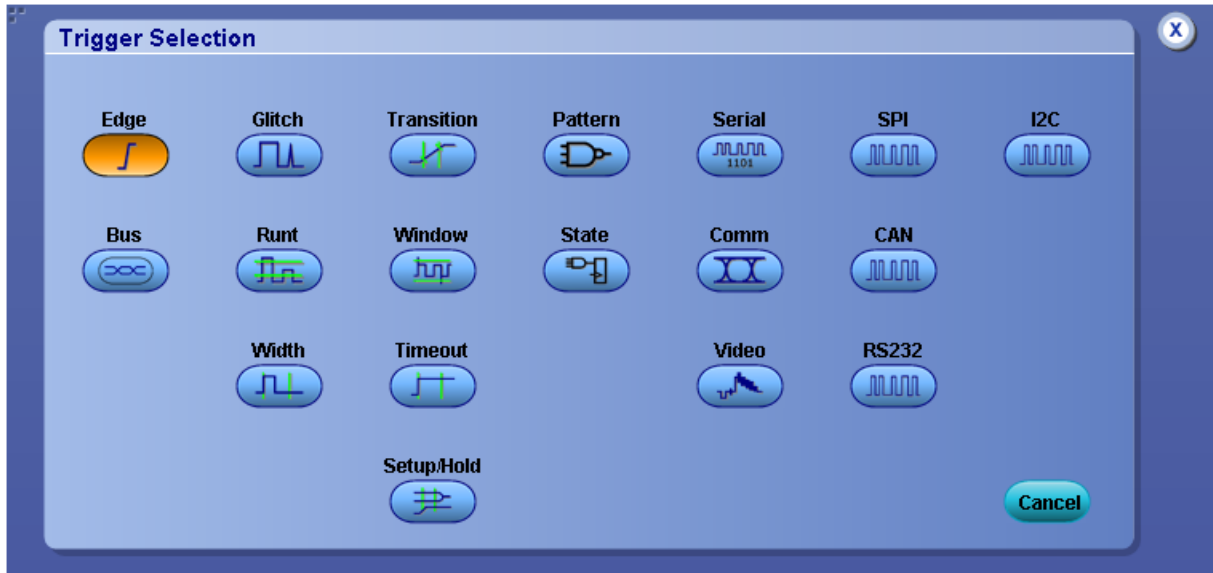 Trigger Selection
X
Edge Glitch Transition Pattern Serial SPI I2C
1101
Bus Runt Window State Comm CAN
Width Timeout Video RS232
Setup/Hold
Cancel